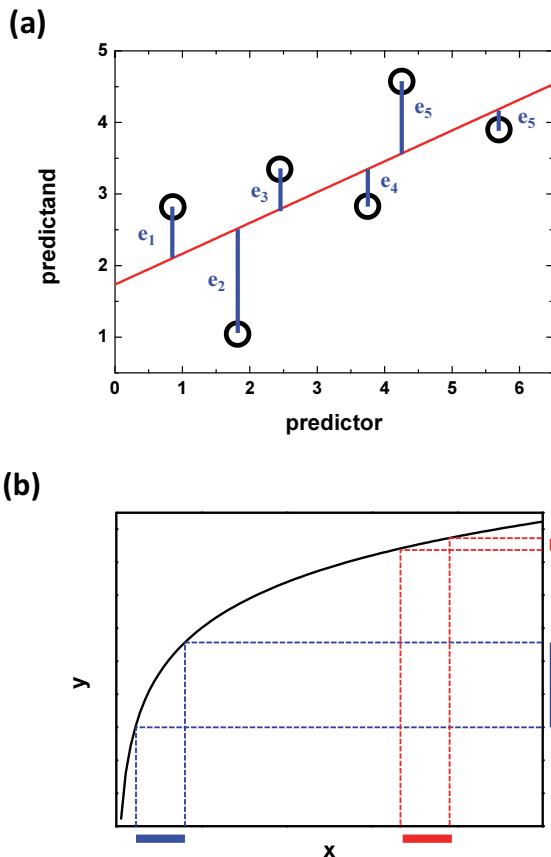 (a)
5
4
3
2
1
predictand
e1
e2
e3
e4
e5
e5
0 1 2 3 4 5 6
predictor
(b)
y
x